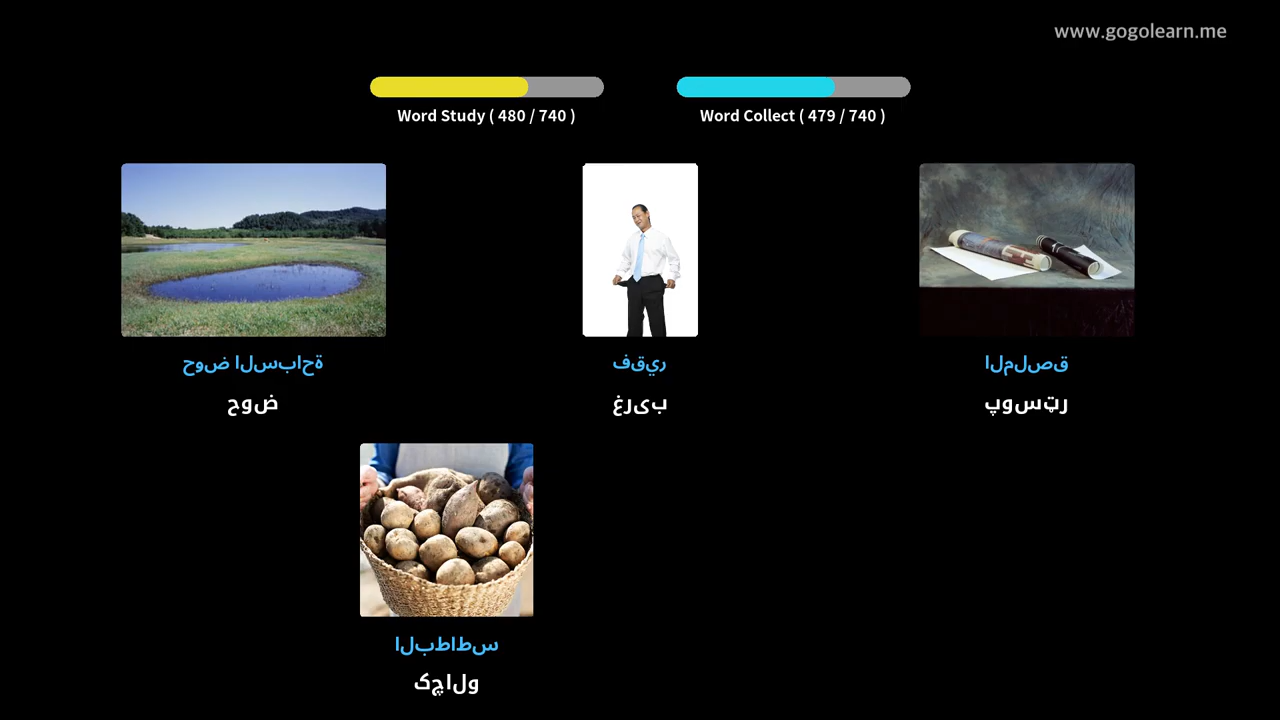 www.gogolearn.me
Word Study ( 480 / 740 )
Word Collect ( 479 / 740 )
حوض السباحة
حوض
فقير
غریب
الملصق
پوسټر
البطاطس
کچالو